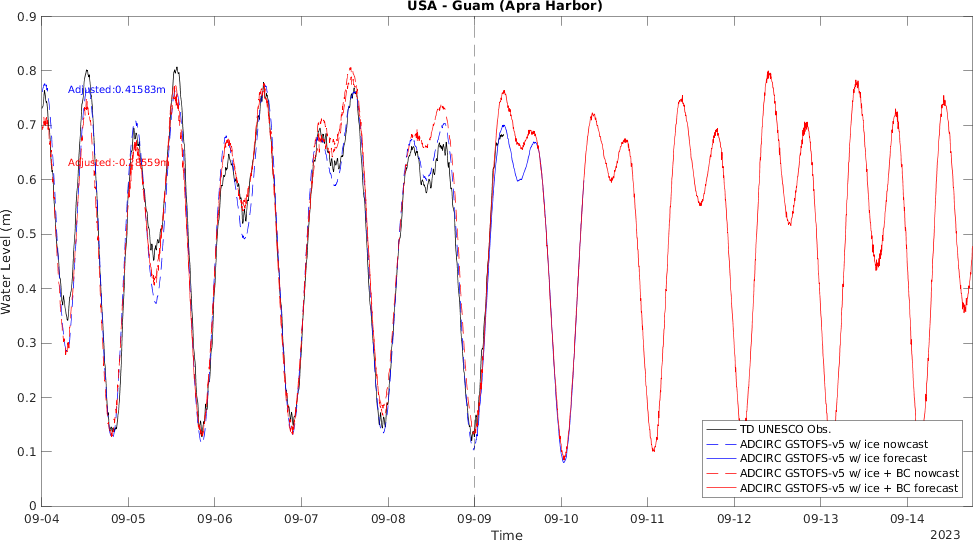 USA - Guam (Apra Harbor)
0.9
0.8
0.7
0.6
0.5
0.4
0.3
0.2
0.1
0
Water Level (m)
Adjusted:0.41583m
Adjusted:-0.28559m
TD UNESCO Obs.
ADCIRC GSTOFS-v5 w/ ice nowcast
ADCIRC GSTOFS-v5 w/ ice forecast
ADCIRC GSTOFS-v5 w/ ice + BC nowcast
ADCIRC GSTOFS-v5 w/ ice + BC forecast
09-04 09-05 09-06 09-07 09-08 09-09 09-10 09-11 09-12 09-13 09-14
Time
2023